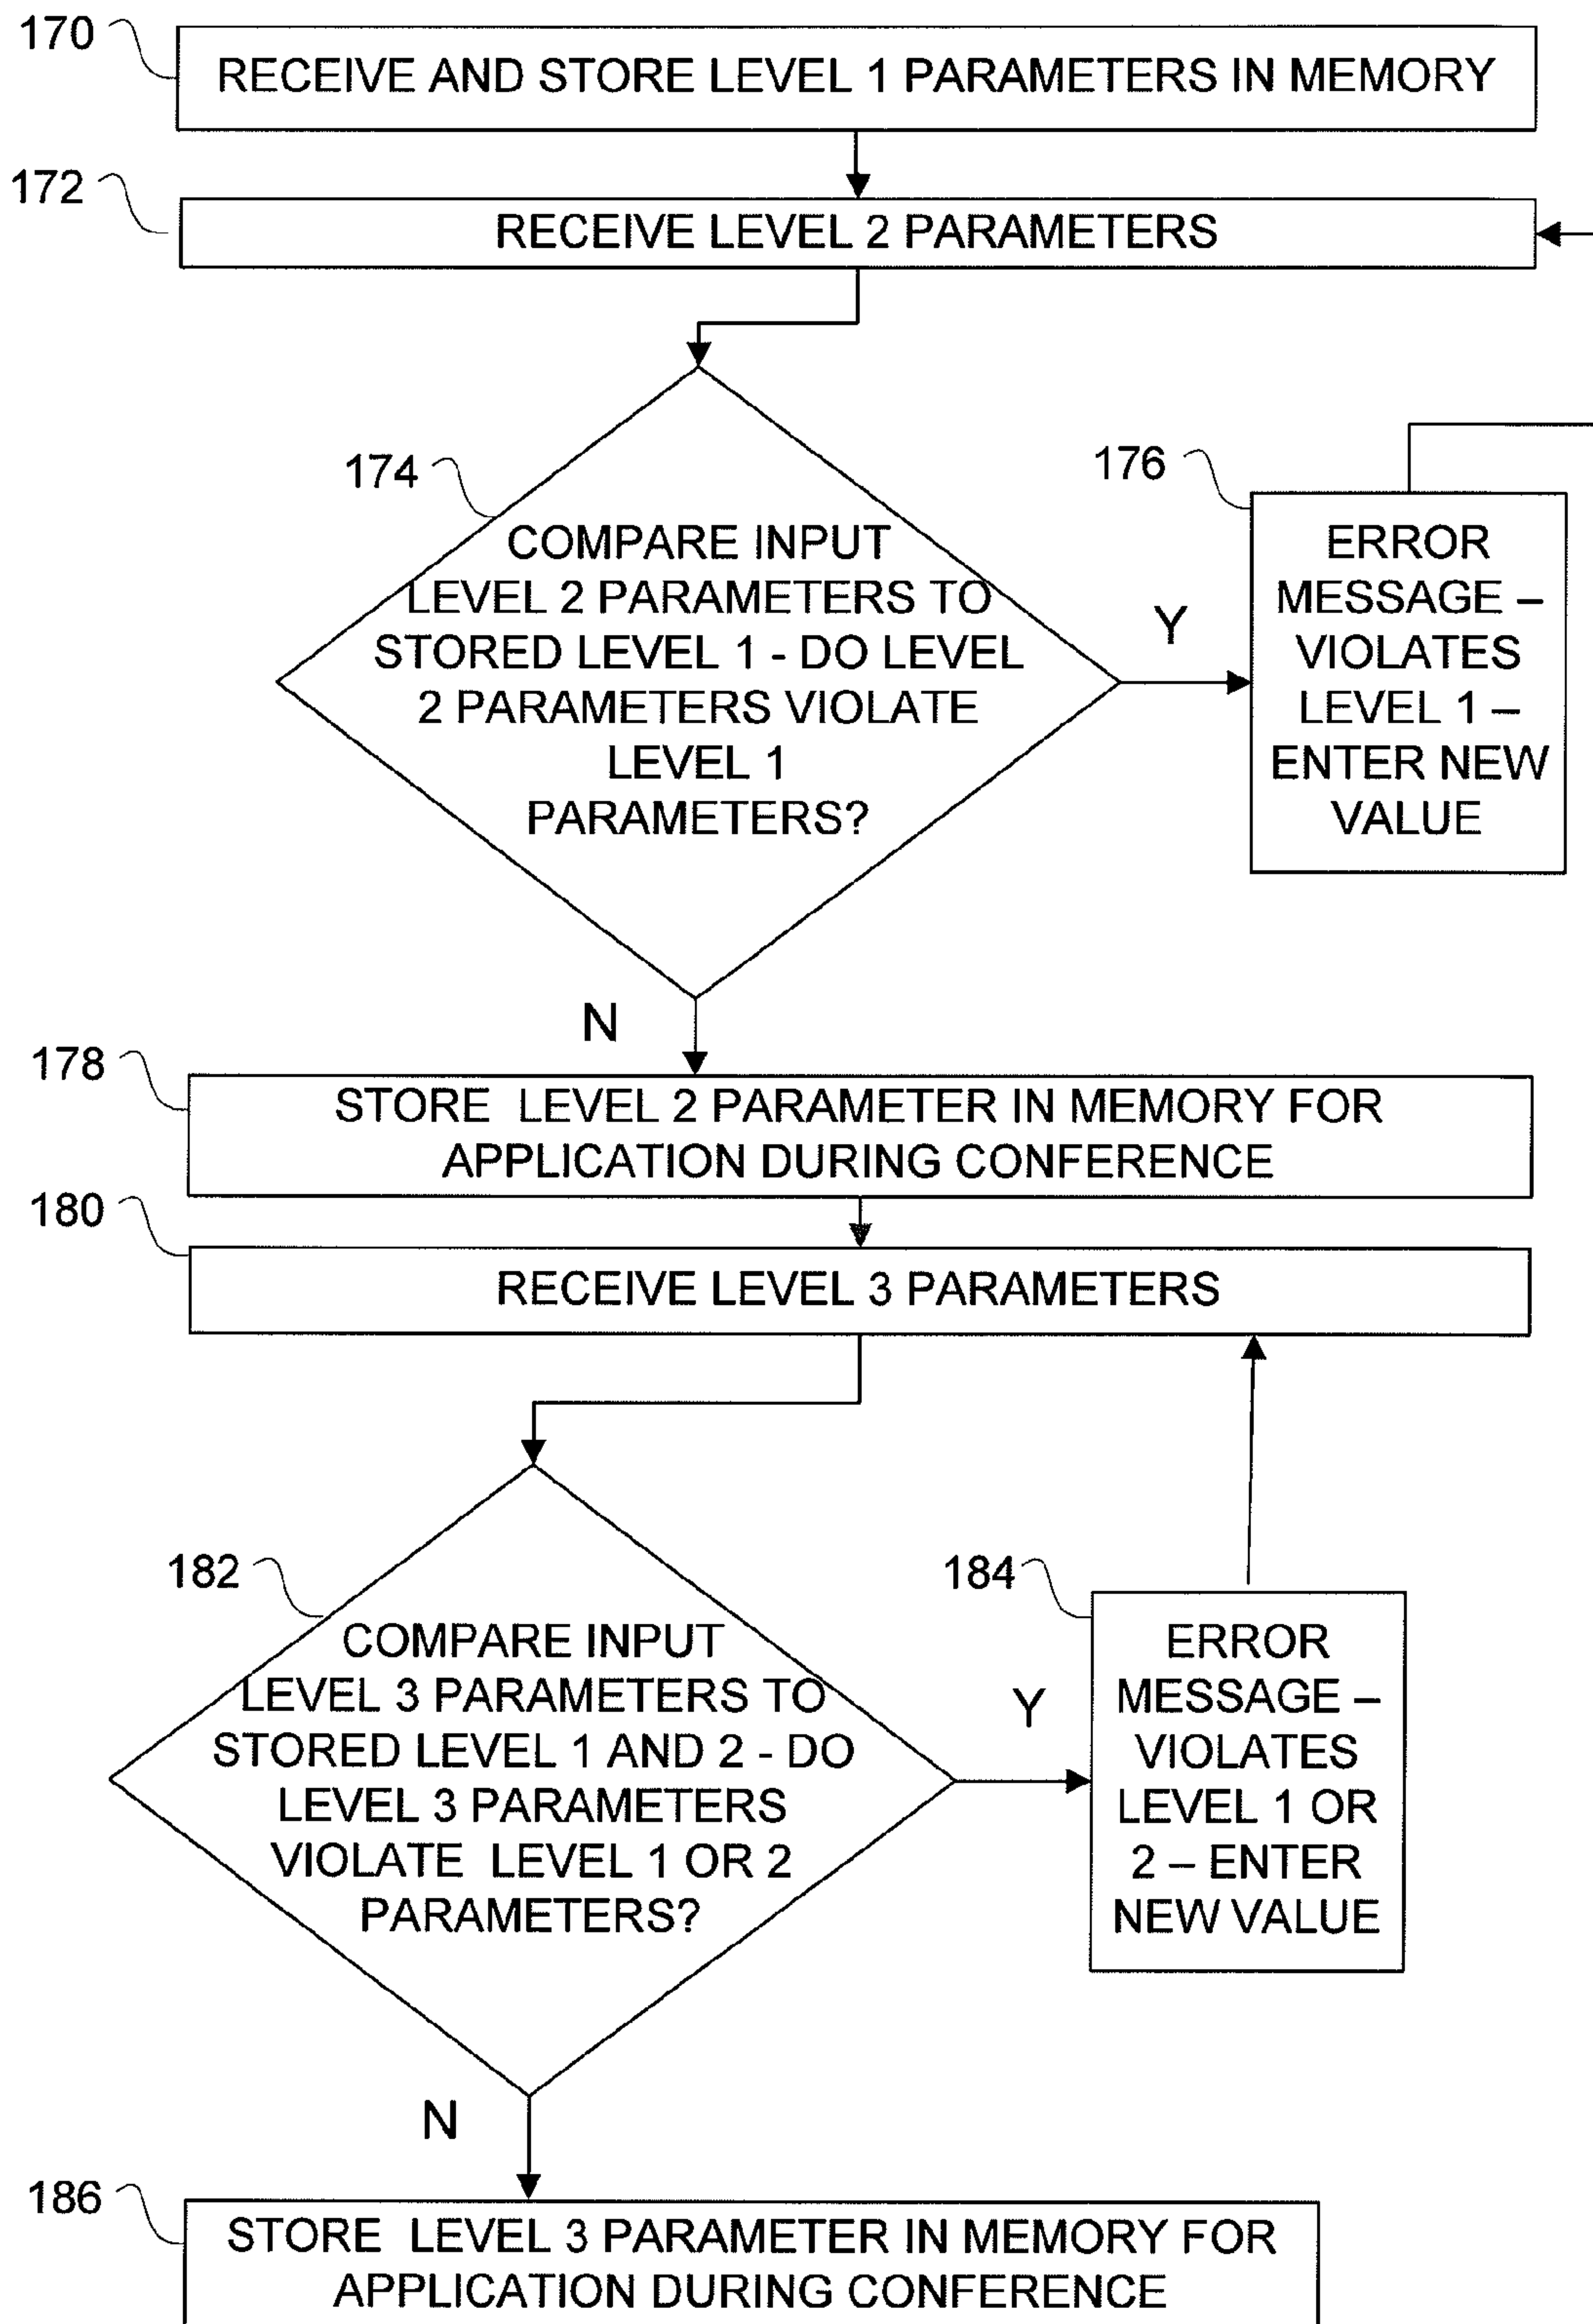 170
RECEIVE AND STORE LEVEL 1 PARAMETERS IN MEMORY
172
RECEIVE LEVEL 2 PARAMETERS
174
COMPARE INPUT
LEVEL 2 PARAMETERS TO
STORED LEVEL 1 - DO LEVEL
2 PARAMETERS VIOLATE
LEVEL 1
PARAMETERS?
Y
176
ERROR
MESSAGE –
VIOLATES
LEVEL 1 –
ENTER NEW
VALUE
N
178
STORE LEVEL 2 PARAMETER IN MEMORY FOR
APPLICATION DURING CONFERENCE
180
RECEIVE LEVEL 3 PARAMETERS
182
COMPARE INPUT
LEVEL 3 PARAMETERS TO
STORED LEVEL 1 AND 2 - DO
LEVEL 3 PARAMETERS
VIOLATE LEVEL 1 OR 2
PARAMETERS?
Y
184
ERROR
MESSAGE –
VIOLATES
LEVEL 1 OR
2 – ENTER
NEW VALUE
N
186
STORE LEVEL 3 PARAMETER IN MEMORY FOR
APPLICATION DURING CONFERENCE